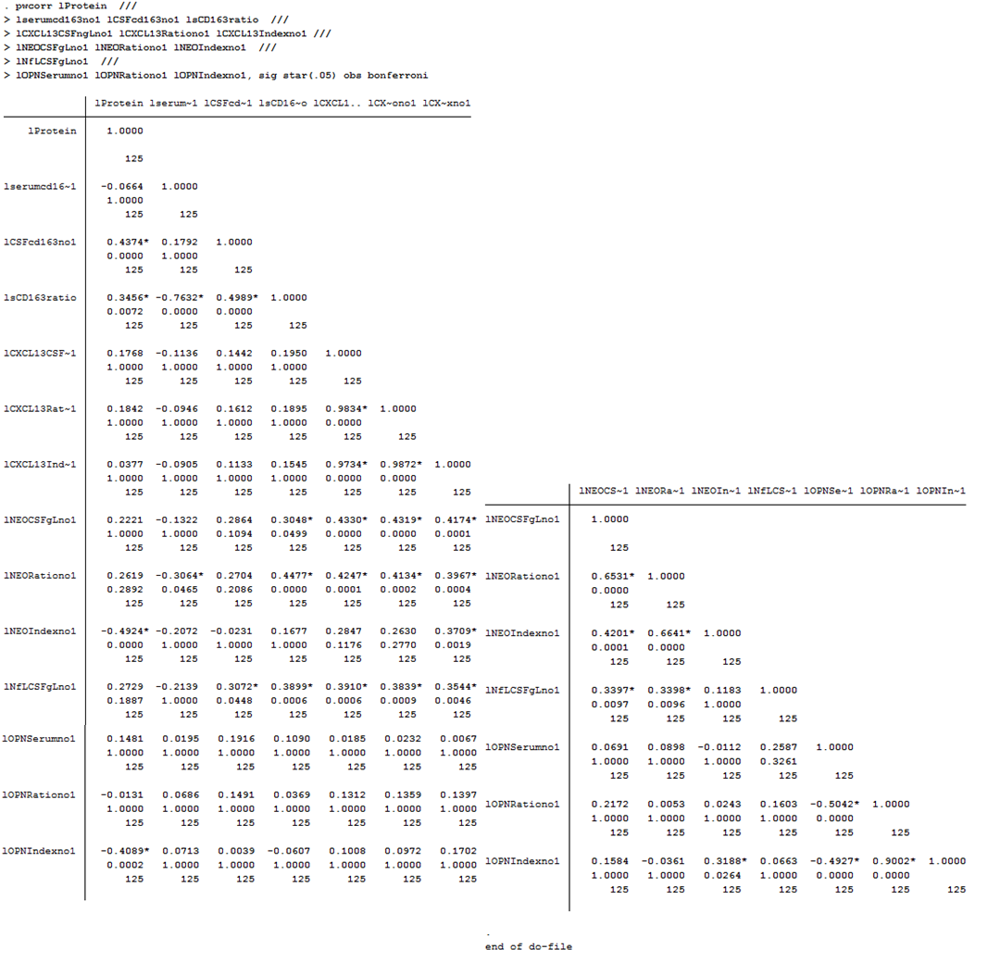 . pwcorr lProtein  ///
> lserumcd163no1 lCSFcd163no1 lsCD163ratio  ///
> lCXCL13CSFngLno1 lCXCL13Rationo1 lCXCL13Indexno1 ///
> lNEOCSFgLno1 lNEORationo1 lNEOIndexno1  ///
> lNfLCSFgLno1  ///
> lOPNSerumno1 lOPNRationo1 lOPNIndexno1, sig star(.05) obs bonferroni
lProtein lserum~1 lCSFcd~1 lsCD16~o lCXCL1.. lCX~ono1 lCX~xno1
lProtein 1.0000
125
lserumcd16~1 -0.0664 1.0000
1.0000
125 125
lCSFcd163no1 0.4374* 0.1792 1.0000
0.0000 1.0000
125 125 125
lsCD163ratio 0.3456* -0.7632* 0.4989* 1.0000
0.0072 0.0000 0.0000
125 125 125 125
lCXCL13CSF~1 0.1768 -0.1136 0.1442 0.1950 1.0000
1.0000 1.0000 1.0000 1.0000
125 125 125 125 125
lCXCL13Rat~1 0.1842 -0.0946 0.1612 0.1895 0.9834* 1.0000
1.0000 1.0000 1.0000 1.0000 0.0000
125 125 125 125 125 125
lCXCL13Ind~1 0.0377 -0.0905 0.1133 0.1545 0.9734* 0.9872* 1.0000
1.0000 1.0000 1.0000 1.0000 0.0000 0.0000
125 125 125 125 125 125 125
lNEOCSFgLno1 0.2221 -0.1322 0.2864 0.3048* 0.4330* 0.4319* 0.4174*
1.0000 1.0000 0.1094 0.0499 0.0000 0.0000 0.0001
125 125 125 125 125 125 125
lNEORationo1 0.2619 -0.3064* 0.2704 0.4477* 0.4247* 0.4134* 0.3967*
0.2892 0.0465 0.2086 0.0000 0.0001 0.0002 0.0004
125 125 125 125 125 125 125
lNEOIndexno1 -0.4924* -0.2072 -0.0231 0.1677 0.2847 0.2630 0.3709*
0.0000 1.0000 1.0000 1.0000 0.1176 0.2770 0.0019
125 125 125 125 125 125 125
lNfLCSFgLno1 0.2729 -0.2139 0.3072* 0.3899* 0.3910* 0.3839* 0.3544*
0.1887 1.0000 0.0448 0.0006 0.0006 0.0009 0.0046
125 125 125 125 125 125 125
lOPNSerumno1 0.1481 0.0195 0.1916 0.1090 0.0185 0.0232 0.0067
1.0000 1.0000 1.0000 1.0000 1.0000 1.0000 1.0000
125 125 125 125 125 125 125
lOPNRationo1 -0.0131 0.0686 0.1491 0.0369 0.1312 0.1359 0.1397
1.0000 1.0000 1.0000 1.0000 1.0000 1.0000 1.0000
125 125 125 125 125 125 125
lOPNIndexno1 -0.4089* 0.0713 0.0039 -0.0607 0.1008 0.0972 0.1702
0.0002 1.0000 1.0000 1.0000 1.0000 1.0000 1.0000
125 125 125 125 125 125 125
lNEOCS~1 lNEORa~1 lNEOIn~1 lNfLCS~1 lOPNSe~1 lOPNRa~1 lOPNIn~1
lNEOCSFgLno1 1.0000
125
lNEORationo1 0.6531* 1.0000
0.0000
125 125
lNEOIndexno1 0.4201* 0.6641* 1.0000
0.0001 0.0000
125 125 125
lNfLCSFgLno1 0.3397* 0.3398* 0.1183 1.0000
0.0097 0.0096 1.0000
125 125 125 125
lOPNSerumno1 0.0691 0.0898 -0.0112 0.2587 1.0000
1.0000 1.0000 1.0000 0.3261
125 125 125 125 125
lOPNRationo1 0.2172 0.0053 0.0243 0.1603 -0.5042* 1.0000
1.0000 1.0000 1.0000 1.0000 0.0000
125 125 125 125 125 125
lOPNIndexno1 0.1584 -0.0361 0.3188* 0.0663 -0.4927* 0.9002* 1.0000
1.0000 1.0000 0.0264 1.0000 0.0000 0.0000
125 125 125 125 125 125 125
.
end of do-file